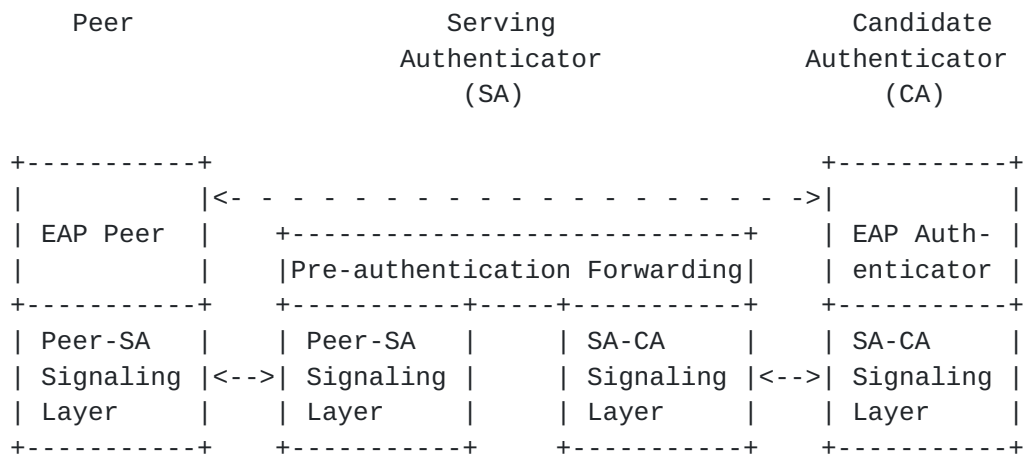 Peer Serving Candidate
Authenticator Authenticator
(SA) (CA)
+-----------+ +-----------+
| |<- - - - - - - - - - - - - - - - - - - ->| |
| EAP Peer | +-----------------------------+ | EAP Auth- |
| | |Pre-authentication Forwarding| | enticator |
+-----------+ +-----------+-----+-----------+ +-----------+
| Peer-SA | | Peer-SA | | SA-CA | | SA-CA |
| Signaling |<-->| Signaling | | Signaling |<-->| Signaling |
| Layer | | Layer | | Layer | | Layer |
+-----------+ +-----------+ +-----------+ +-----------+